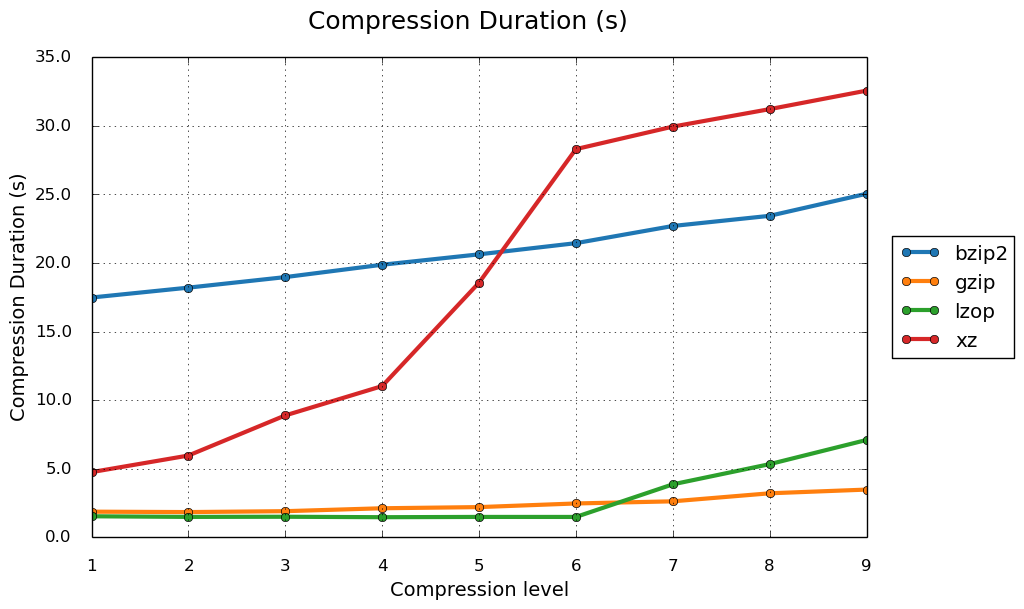 Compression Duration (s)
35.0
30.0
25.0
20.0
15.0
10.0
5.0
0.0
Compression Duration (s)
1 2 3 4 5 6 7 8 9
Compression level
bzip2
gzip
lzop
xz